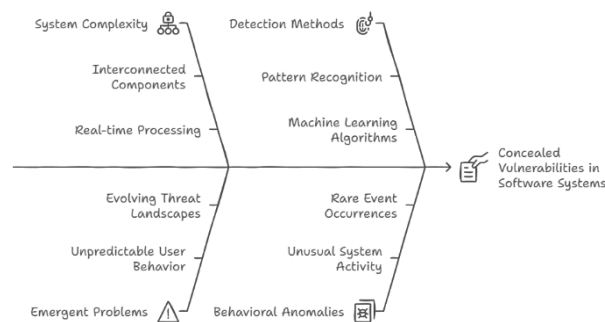 System Complexity
Detection Methods
Interconnected
Components
Pattern Recognition
Real-time Processing
Machine Learning
Algorithms
Concealed
Vulnerabilities in
Software Systems
Evolving Threat
Landscapes
Rare Event
Occurrences
Unpredictable User
Behavior
Unusual System
Activity
Emergent Problems
Behavioral Anomalies